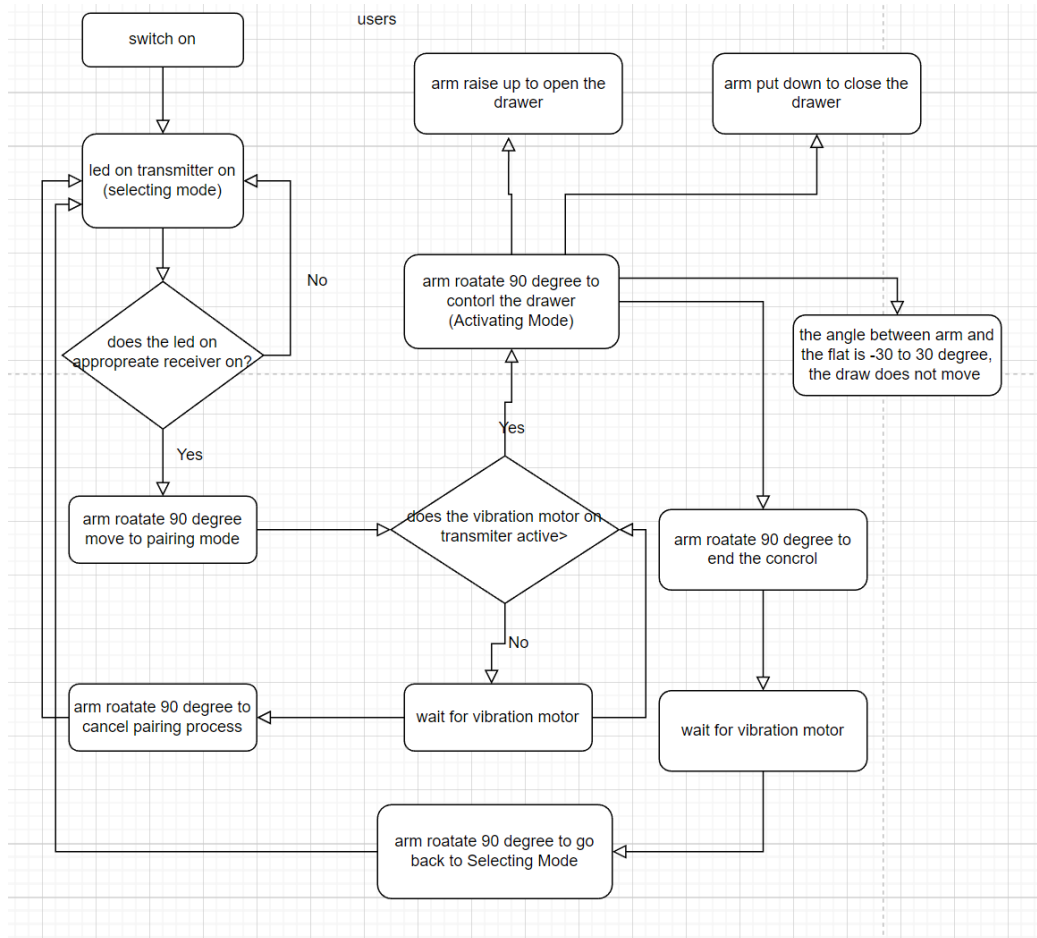 users
switch on
arm raise up to open the
drawer
arm put down to close the
drawer
led on transmitter on
(selecting mode)
No
arm roatate 90 degree to
contorl the drawer
(Activating Mode)
does the led on
appropreate receiver on?
the angle between arm and
the flat is -30 to 30 degree,
the draw does not move
Yes
Yes
arm roatate 90 degree
move to pairing mode
does the vibration motor on
transmiter active>
arm roatate 90 degree to
end the concrol
No
arm roatate 90 degree to
cancel pairing process
wait for vibration motor
wait for vibration motor
arm roatate 90 degree to go
back to Selecting Mode